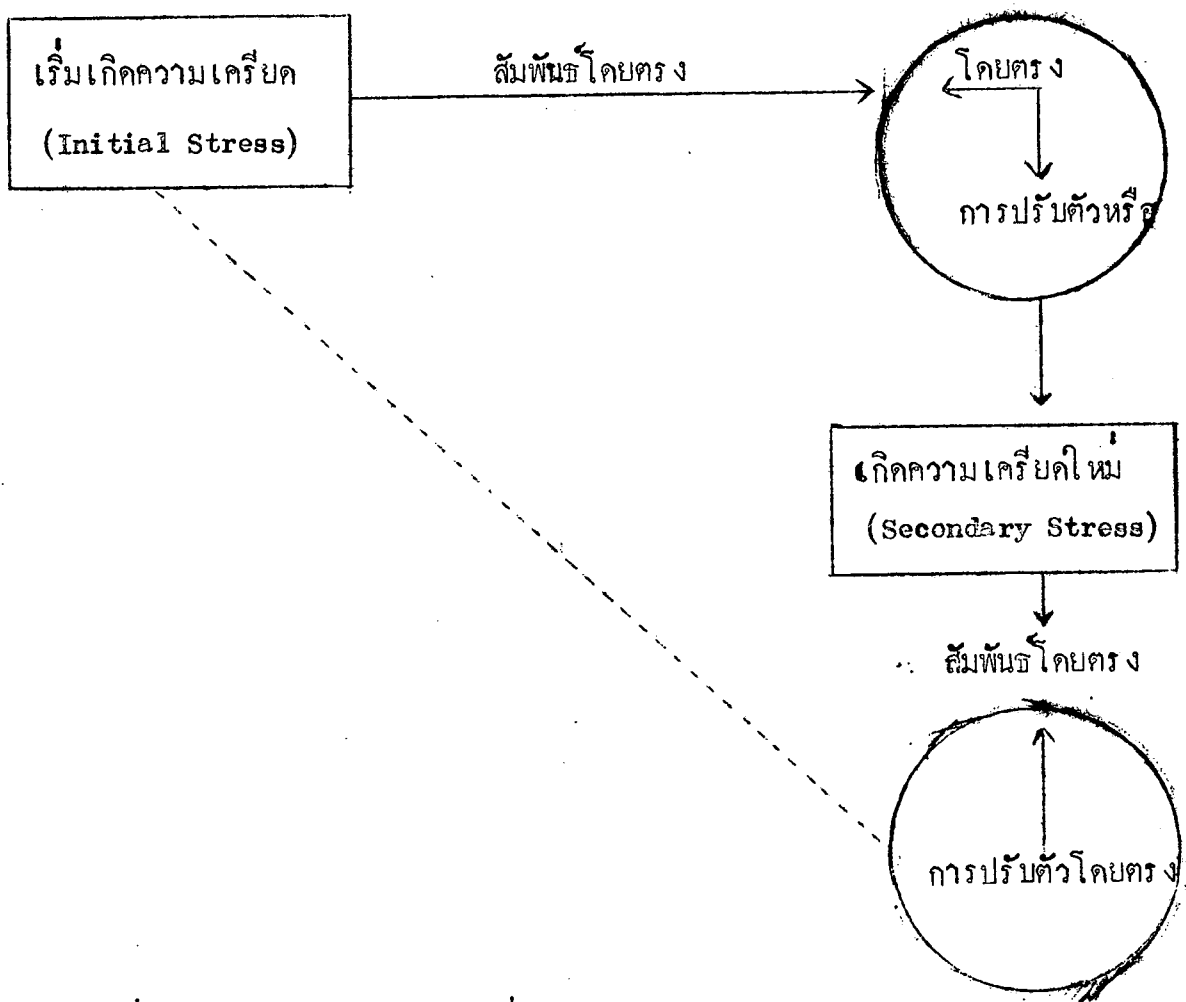 เริ่มเกิดความเครียด
(Initial Stress)
สัมพันธ์โดยตรง
โดยตรง
การปรับตัวหรือ
เกิดความเครียดใหม่
(Secondary Stress)
สัมพันธ์โดยตรง
การปรับตัวโดยตรง